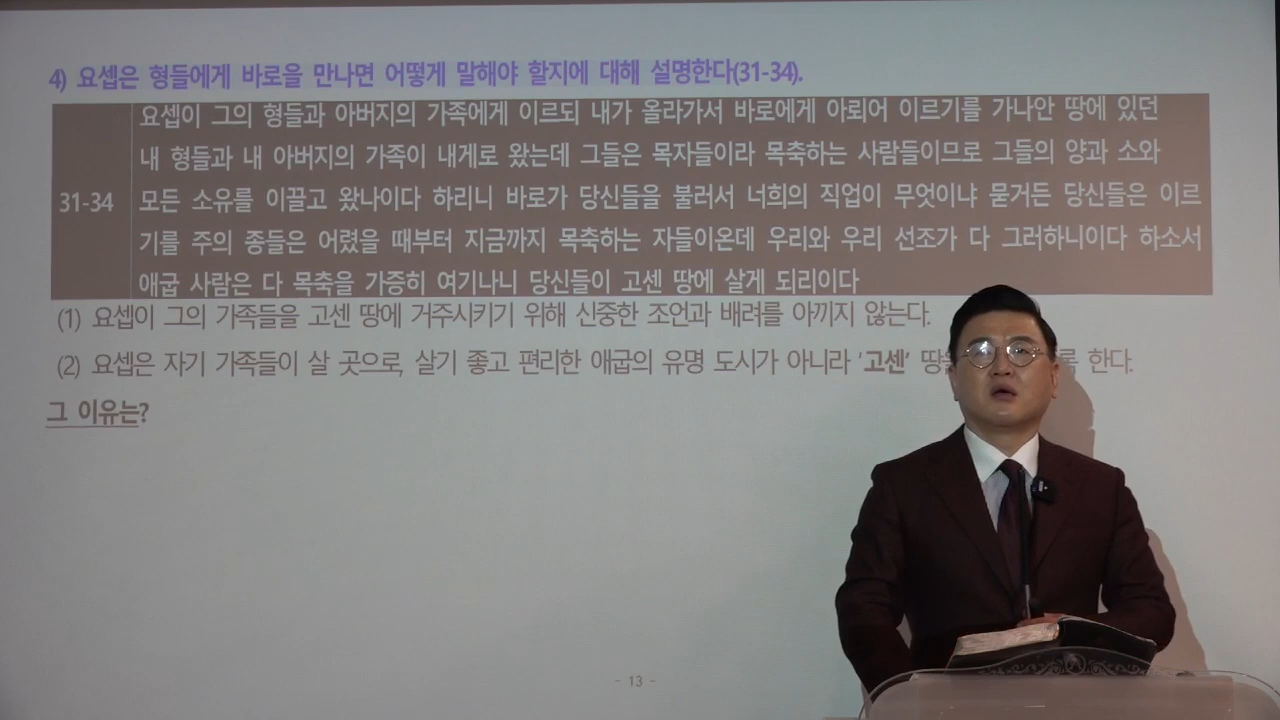 4) 요셉은 형들에게 바로을 만나면 어떻게 말해야 할지에 대해 설명한다(31-34).
요셉이 그의 형들과 아버지의 가족에게 이르되 내가 올라가서 바로에게 아뢰어 이르기를 가나안 땅에 있던
내 형들과 내 아버지의 가족이 내게로 왔는데 그들은 목자들이라 목축하는 사람들이므로 그들의 양과 소와
31-34 모든 소유를 이끌고 왔나이다 하리니 바로가 당신들을 불러서 너희의 직업이 무엇이냐 묻거든 당신들은 이르
기를 주의 종들은 어렸을 때부터 지금까지 목축하는 자들이온데 우리와 우리 선조가 다 그러하니이다 하소서
애굽 사람은 다 목축을 가증히 여기나니 당신들이 고센 땅에 살게 되리이다
(1) 요셉이 그의 가족들을 고센 땅에 거주시키기 위해 신중한 조언과 배려를 아끼지 않는다.
(2) 요셉은 자기 가족들이 살 곳으로, 살기 좋고 편리한 애굽의 유명 도시가 아니라 '고센' 한다.
그 이유는?
- 13 -